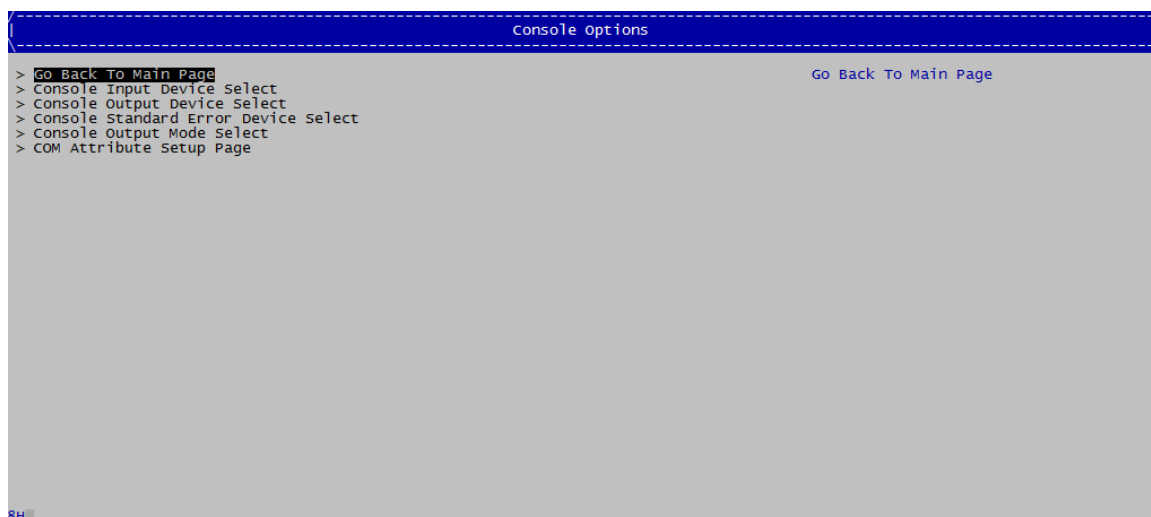 Console Options
> Go Back To Main Page
Go Back To Main Page
> Console Input Device Select
> Console Output Device Select
> Console Standard Error Device Select
> Console Output Mode Select
> COM Attribute Setup Page
8H